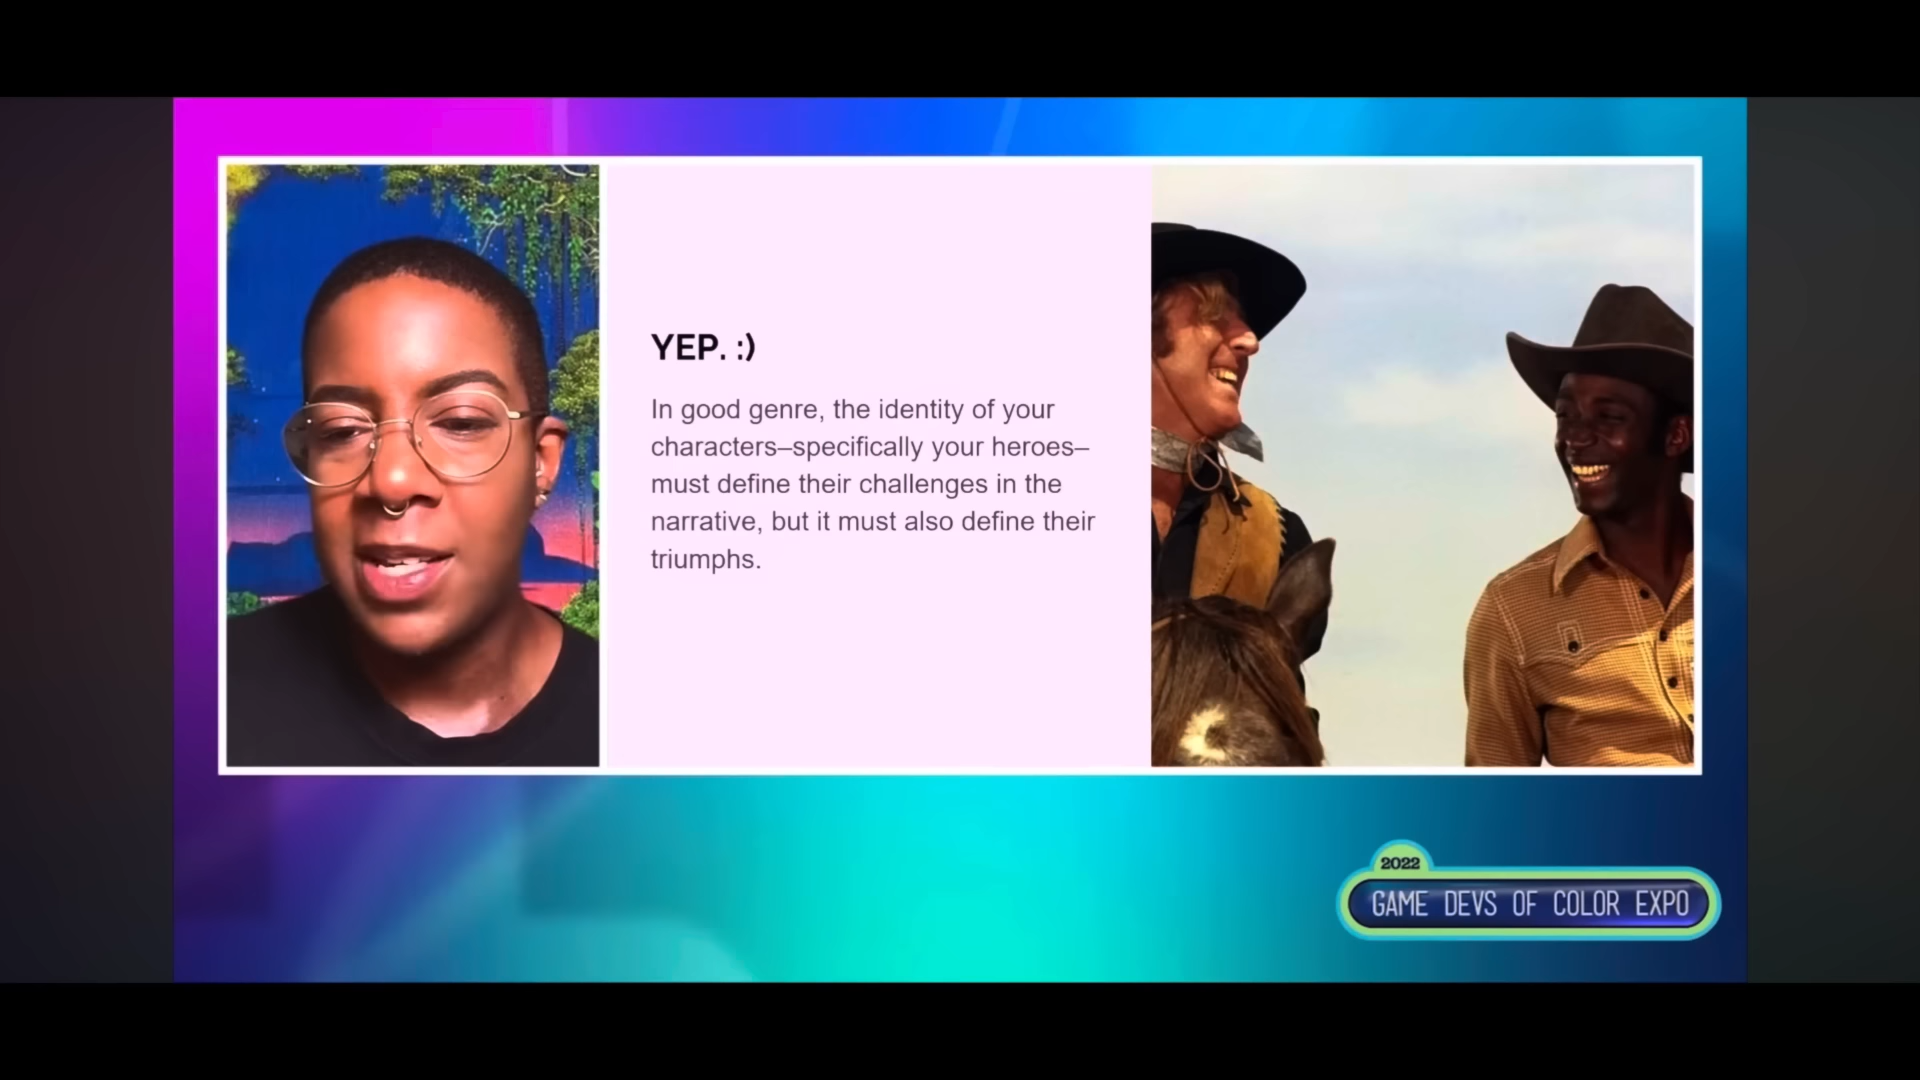 YEP. :)
In good genre, the identity of your
characters–specifically your heroes–
must define their challenges in the
narrative, but it must also define their
triumphs.
2022
GAME DEVS OF COLOR EXPO